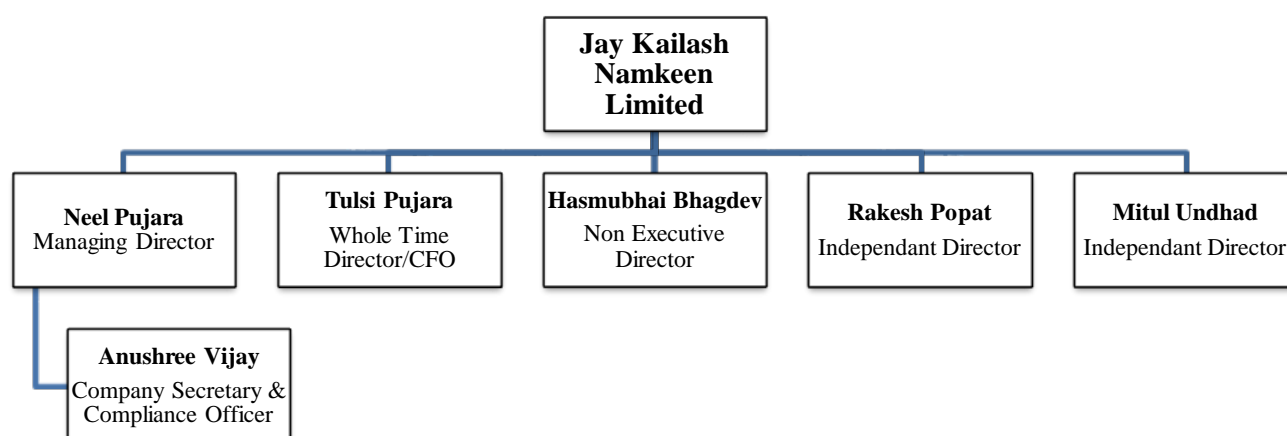 Jay Kailash
Namkeen
Limited
Neel Pujara
Managing Director
Tulsi Pujara
Whole Time
Director/CFO
Hasmubhai Bhagdev
Non Executive
Director
Rakesh Popat
Independant Director
Mitul Undhad
Independant Director
Anushree Vijay
Company Secretary &
Compliance Officer